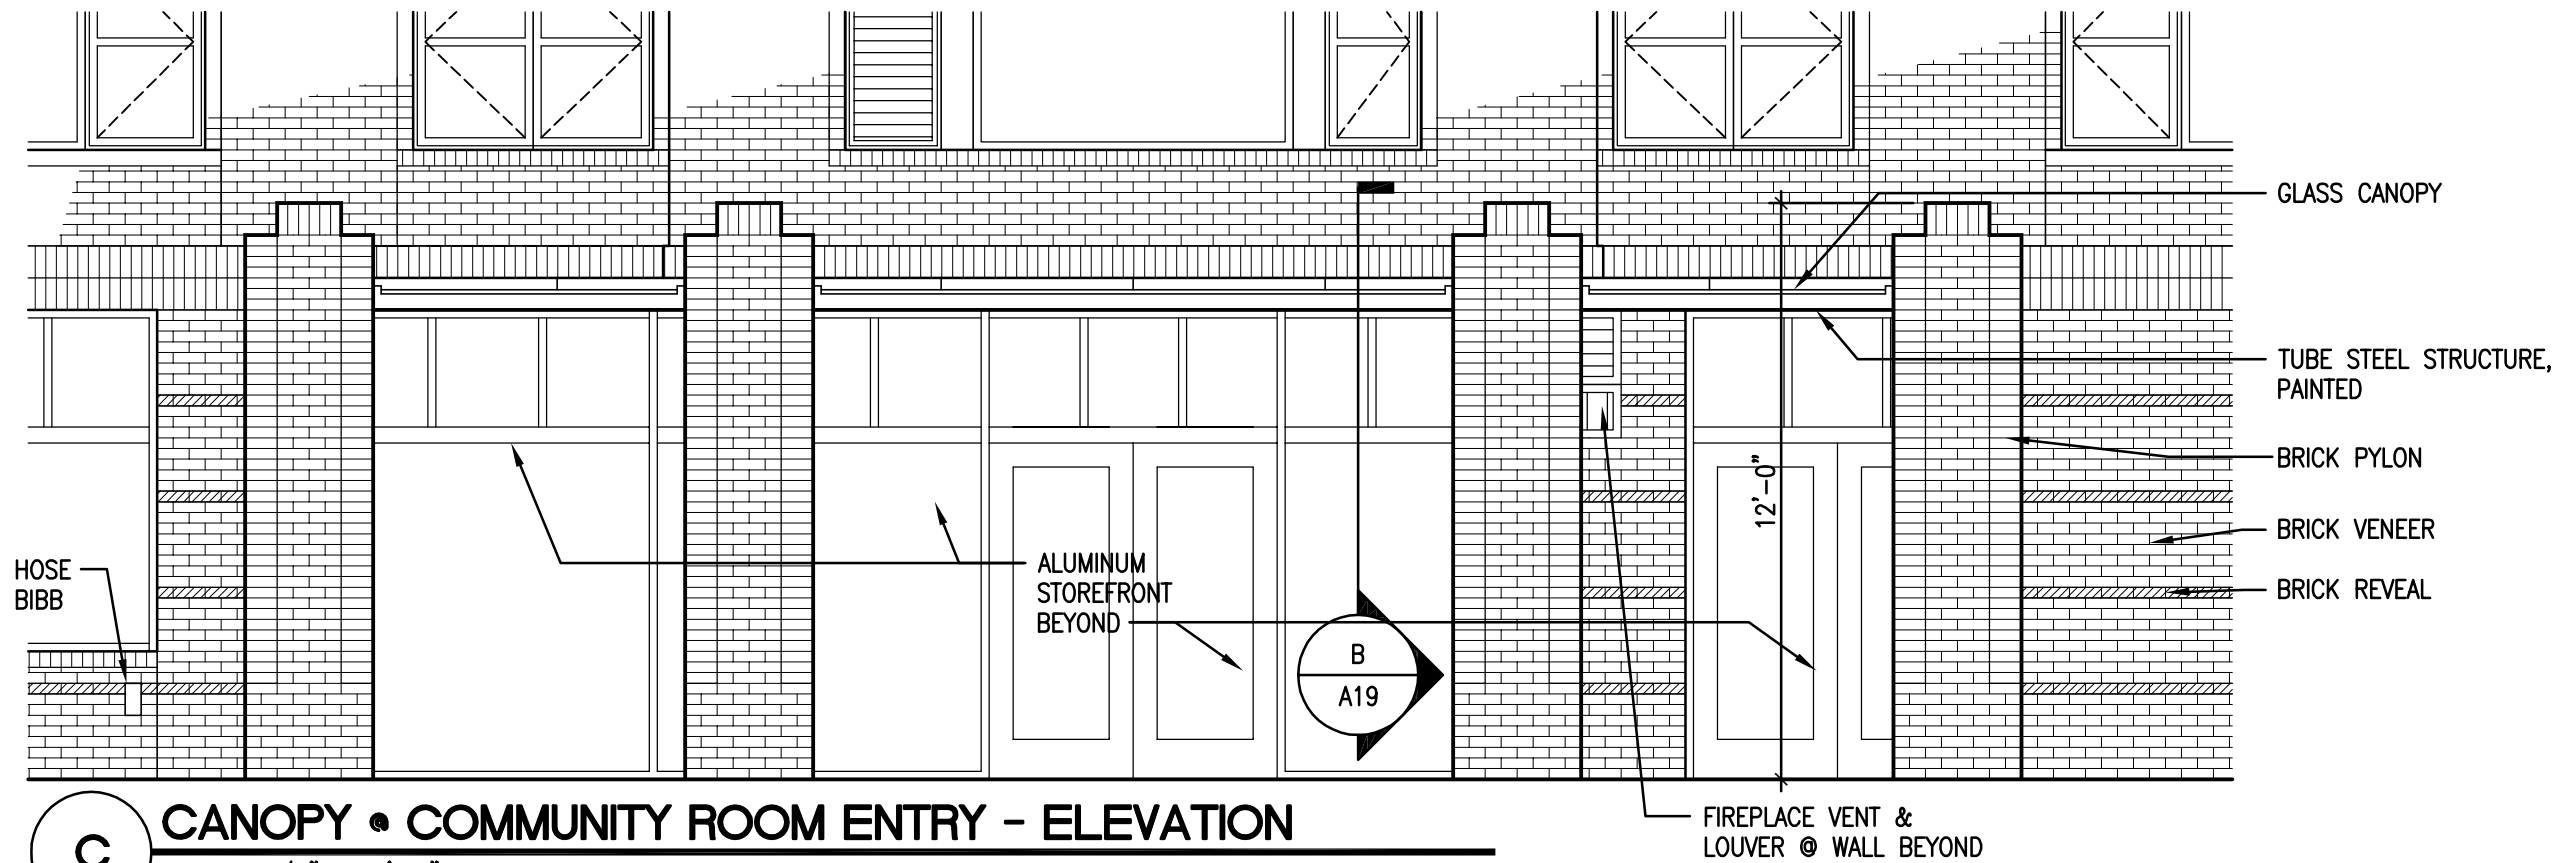 GLASS CANOPY
TUBE STEEL STRUCTURE,
PAINTED
BRICK PYLON
12'-0"
BRICK VENEER
HOSE
BIBB
ALUMINUM
STOREFRONT
BEYOND
BRICK REVEAL
B
A19
FIREPLACE VENT &
LOUVER @ WALL BEYOND
C
CANOPY @ COMMUNITY ROOM ENTRY - ELEVATION